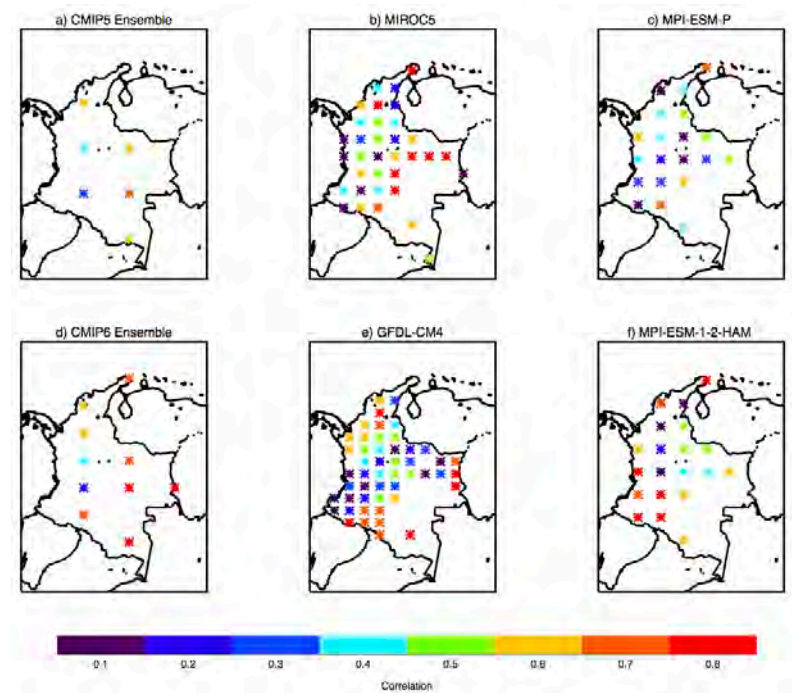 a) CMIP5 Ensemble
b) MIROC5
c) MPI-ESM-P
d) CMIP6 Ensemble
e) GFDL-CM4
f) MPI-ESM-1-2-HAM
0.1 0.2 0.3 0.4 0.5 0.6 0.7 0.8
Correlation